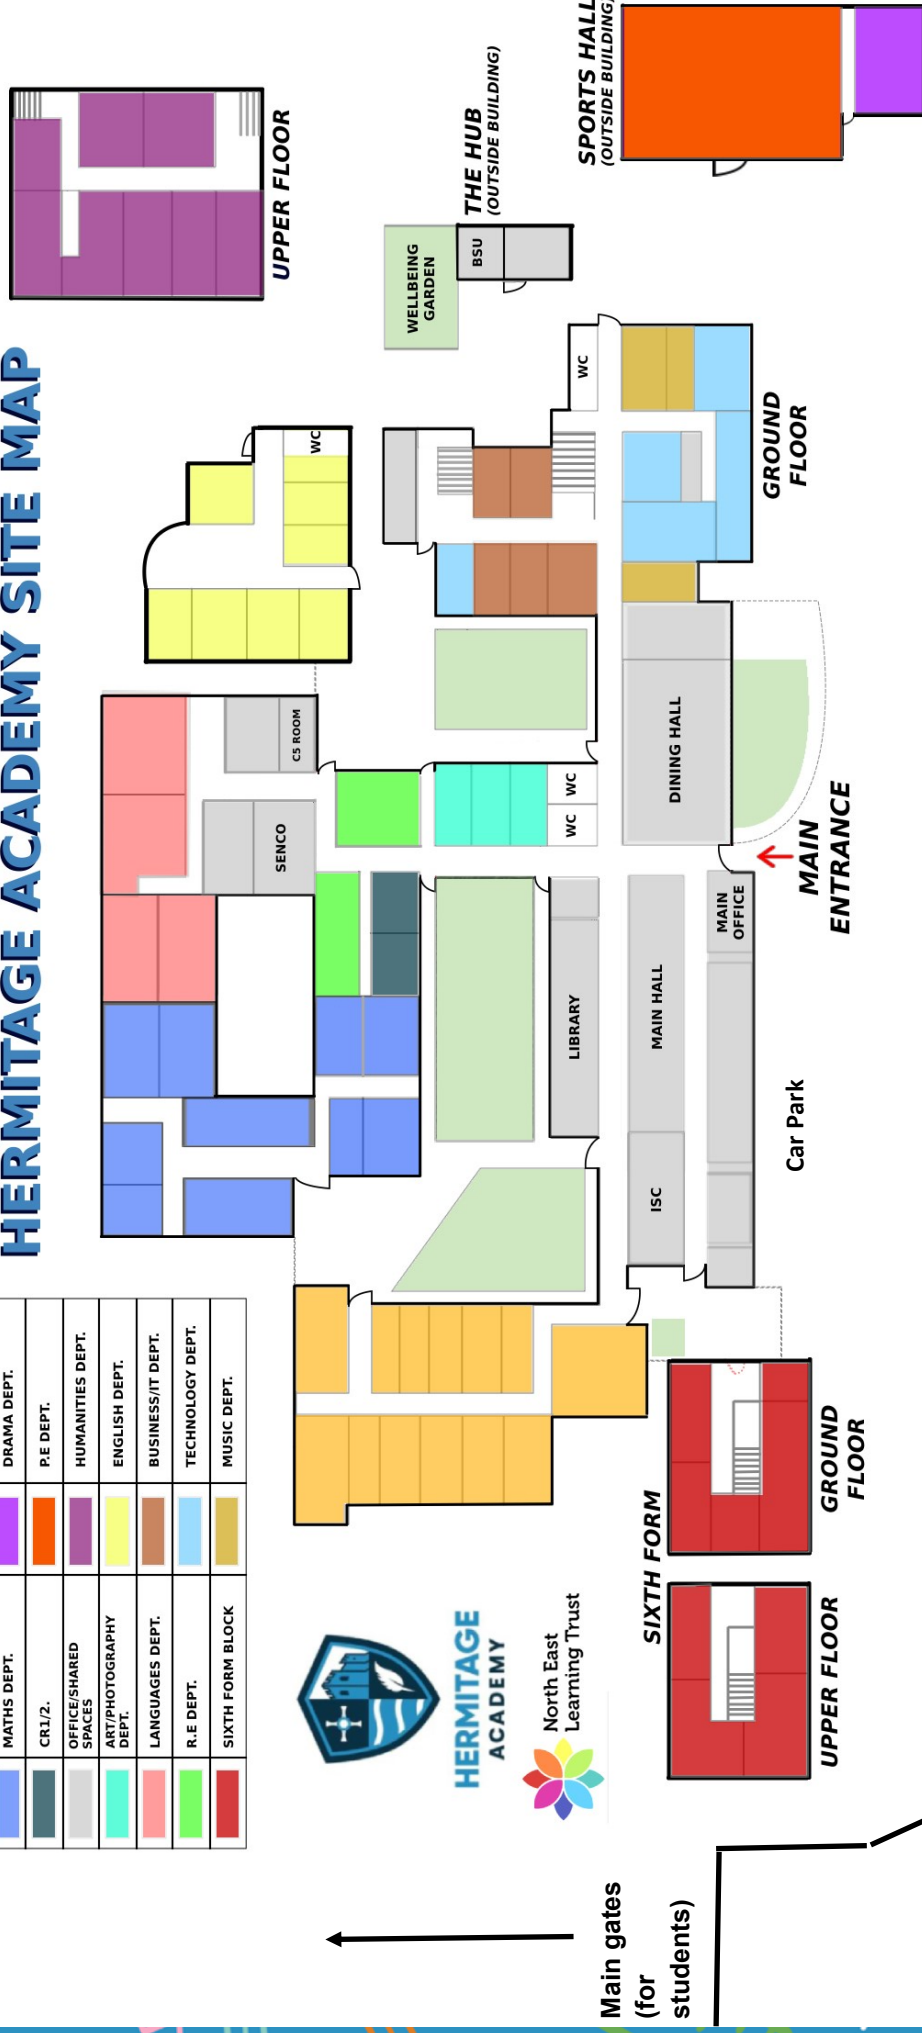 HERMITAGE ACADEMY SITE MAP
MATHS DEPT.
DRAMA DEPT.
CR1/2.
P.E DEPT.
OFFICE/SHARED
SPACES
HUMANITIES DEPT.
ART/PHOTOGRAPHY
DEPT.
ENGLISH DEPT.
LANGUAGES DEPT.
BUSINESS/IT DEPT.
R.E DEPT.
TECHNOLOGY DEPT.
SIXTH FORM BLOCK
MUSIC DEPT.
UPPER FLOOR
WC
C5 ROOM
SENCO
WELLBEING
GARDEN
BSU
THE HUB
(OUTSIDE BUILDING)
SPORTS HALL
(OUTSIDE BUILDING)
WC
WC
WC
LIBRARY
DINING HALL
MAIN HALL
ISC
MAIN
OFFICE
GROUND
FLOOR
MAIN
ENTRANCE
Car Park
HERMITAGE
ACADEMY
North East
Learning Trust
SIXTH FORM
UPPER FLOOR
GROUND
FLOOR
Main gates
(for
students)